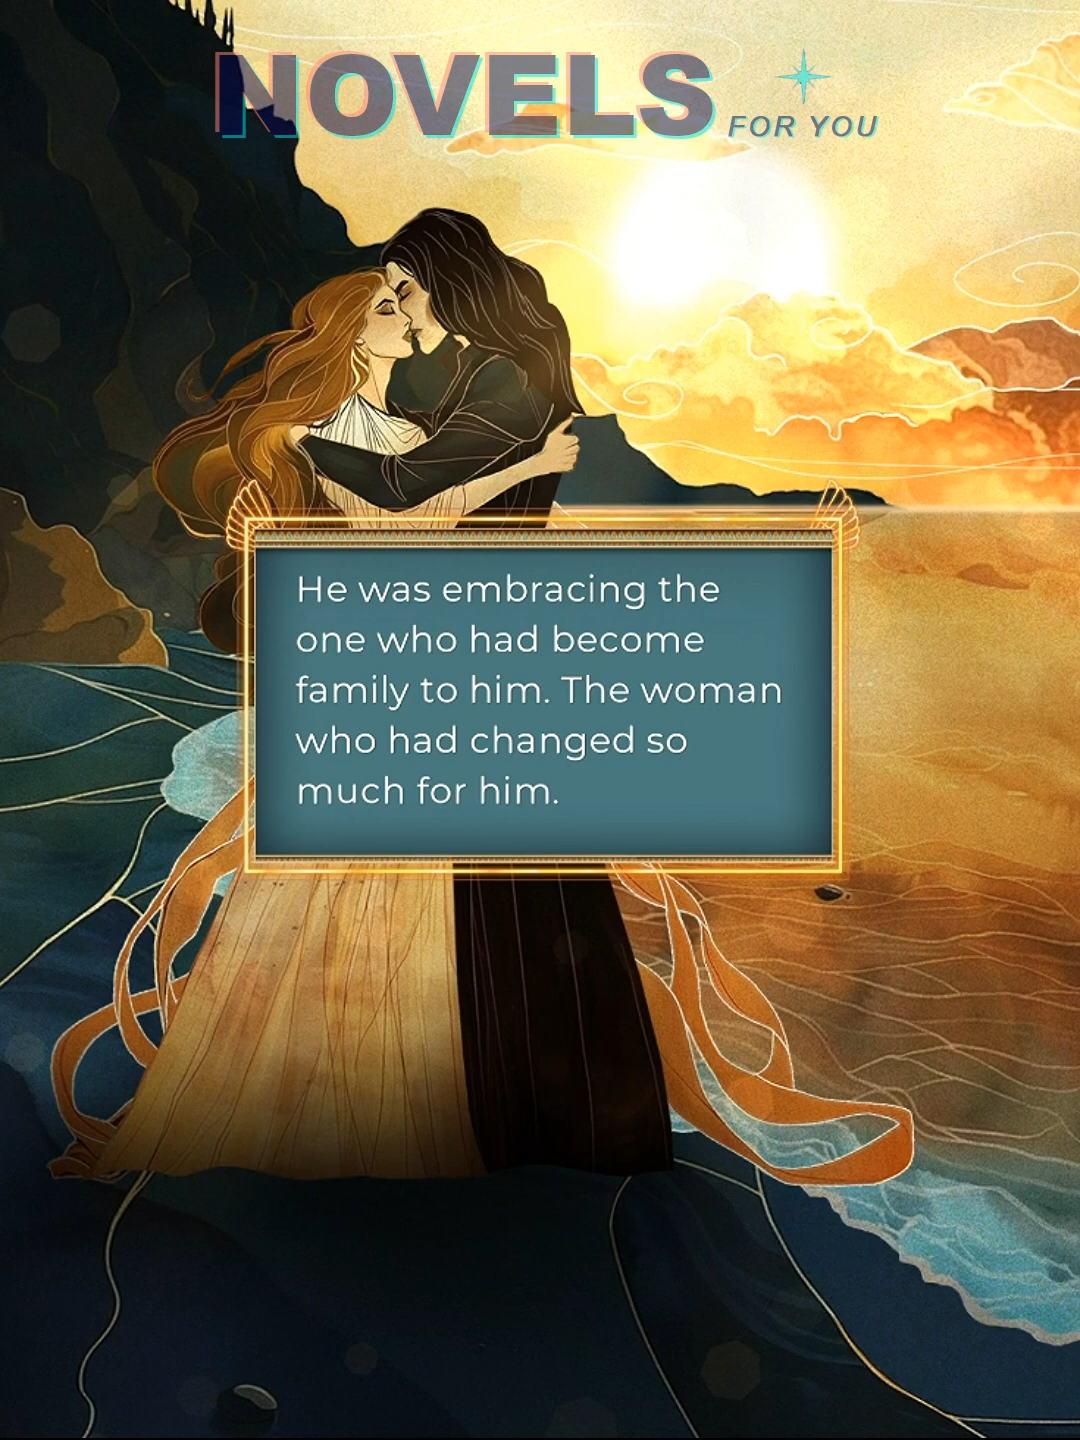 NOVELS
FOR YOU
He was embracing the
one who had become
family to him. The woman
who had changed so
much for him.